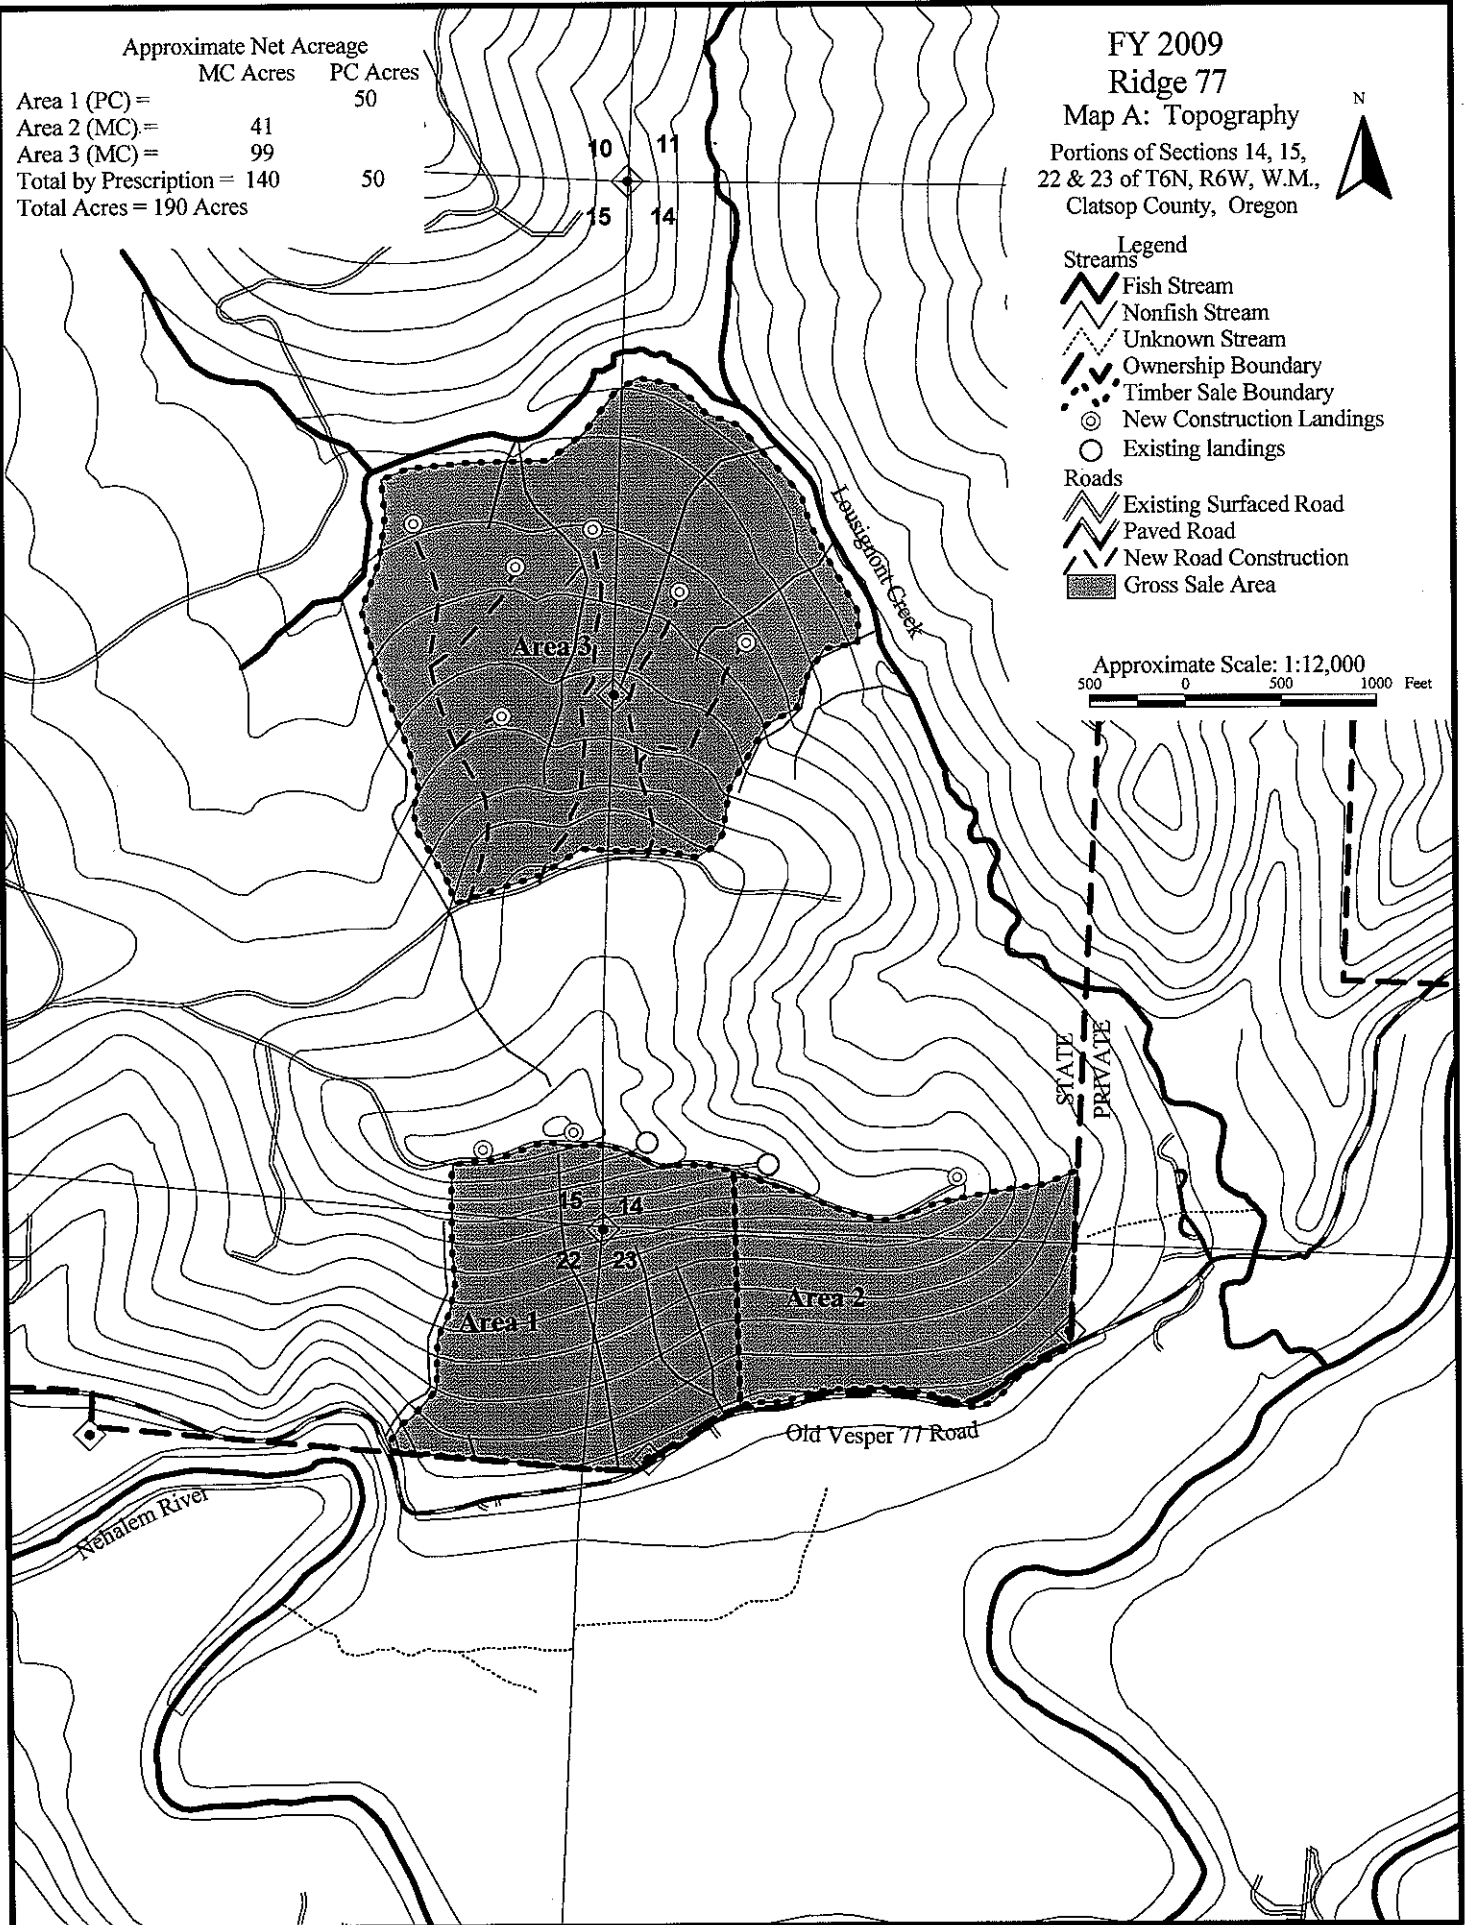 Approximate Net Acreage
MC Acres PC Acres
Area 1 (PC) = 50
Area 2 (MC) = 41
Area 3 (MC) = 99
Total by Prescription = 140 50
Total Acres = 190 Acres
FY 2009
Ridge 77
Map A: Topography
Portions of Sections 14, 15,
22 & 23 of T6N, R6W, W.M.,
Clatsop County, Oregon
N
Legend
Streams
Fish Stream
Nonfish Stream
Unknown Stream
Ownership Boundary
Timber Sale Boundary
New Construction Landings
Existing landings
Roads
Existing Surfaced Road
Paved Road
New Road Construction
Gross Sale Area
Approximate Scale: 1:12,000
500 0 500 1000 Feet
10 11
15 14
Lousignont Creek
Area 3
STATE
PRIVATE
15 14
22 23
Area 1
Area 2
Old Vesper 77 Road
Nehalem River